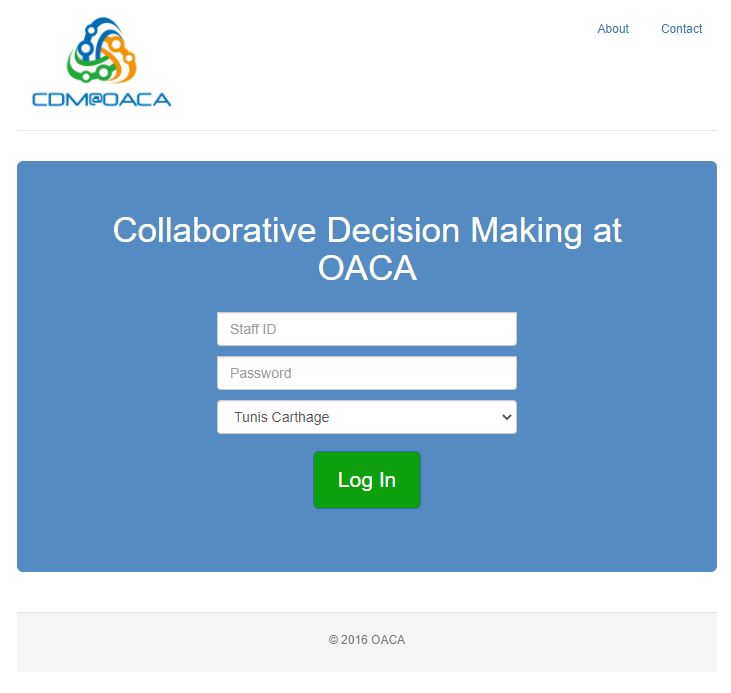 About Contact
CDM@OACA
Collaborative Decision Making at
OACA
Staff ID
Password
Tunis Carthage
Log In
© 2016 OACA